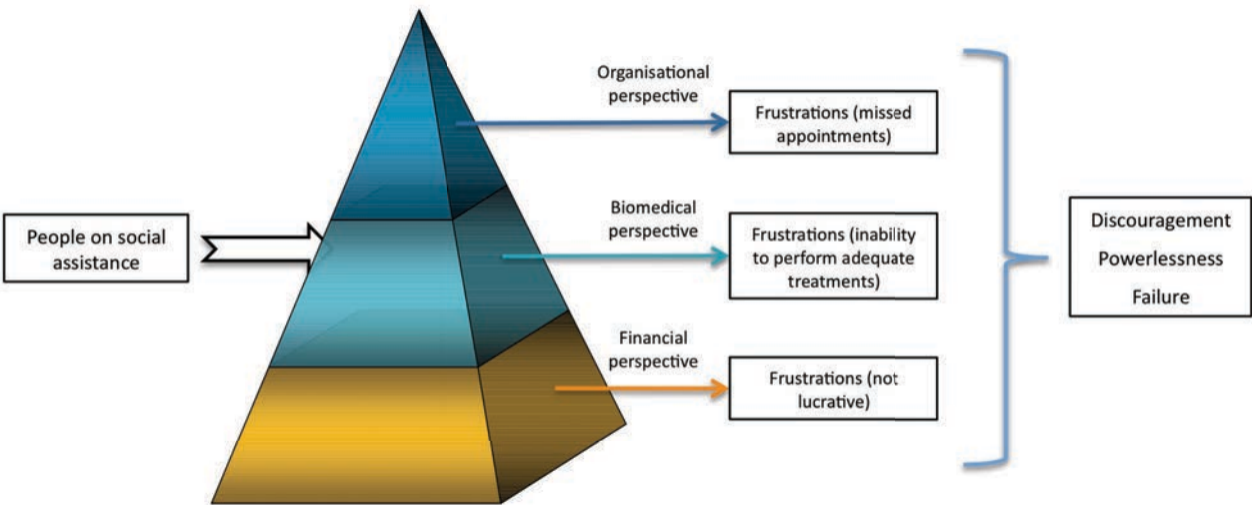 People on social
assistance
Organisational
perspective
Frustrations (missed
appointments)
Biomedical
perspective
Frustrations (inability
to perform adequate
treatments)
Financial
perspective
Frustrations (not
lucrative)
Discouragement
Powerlessness
Failure